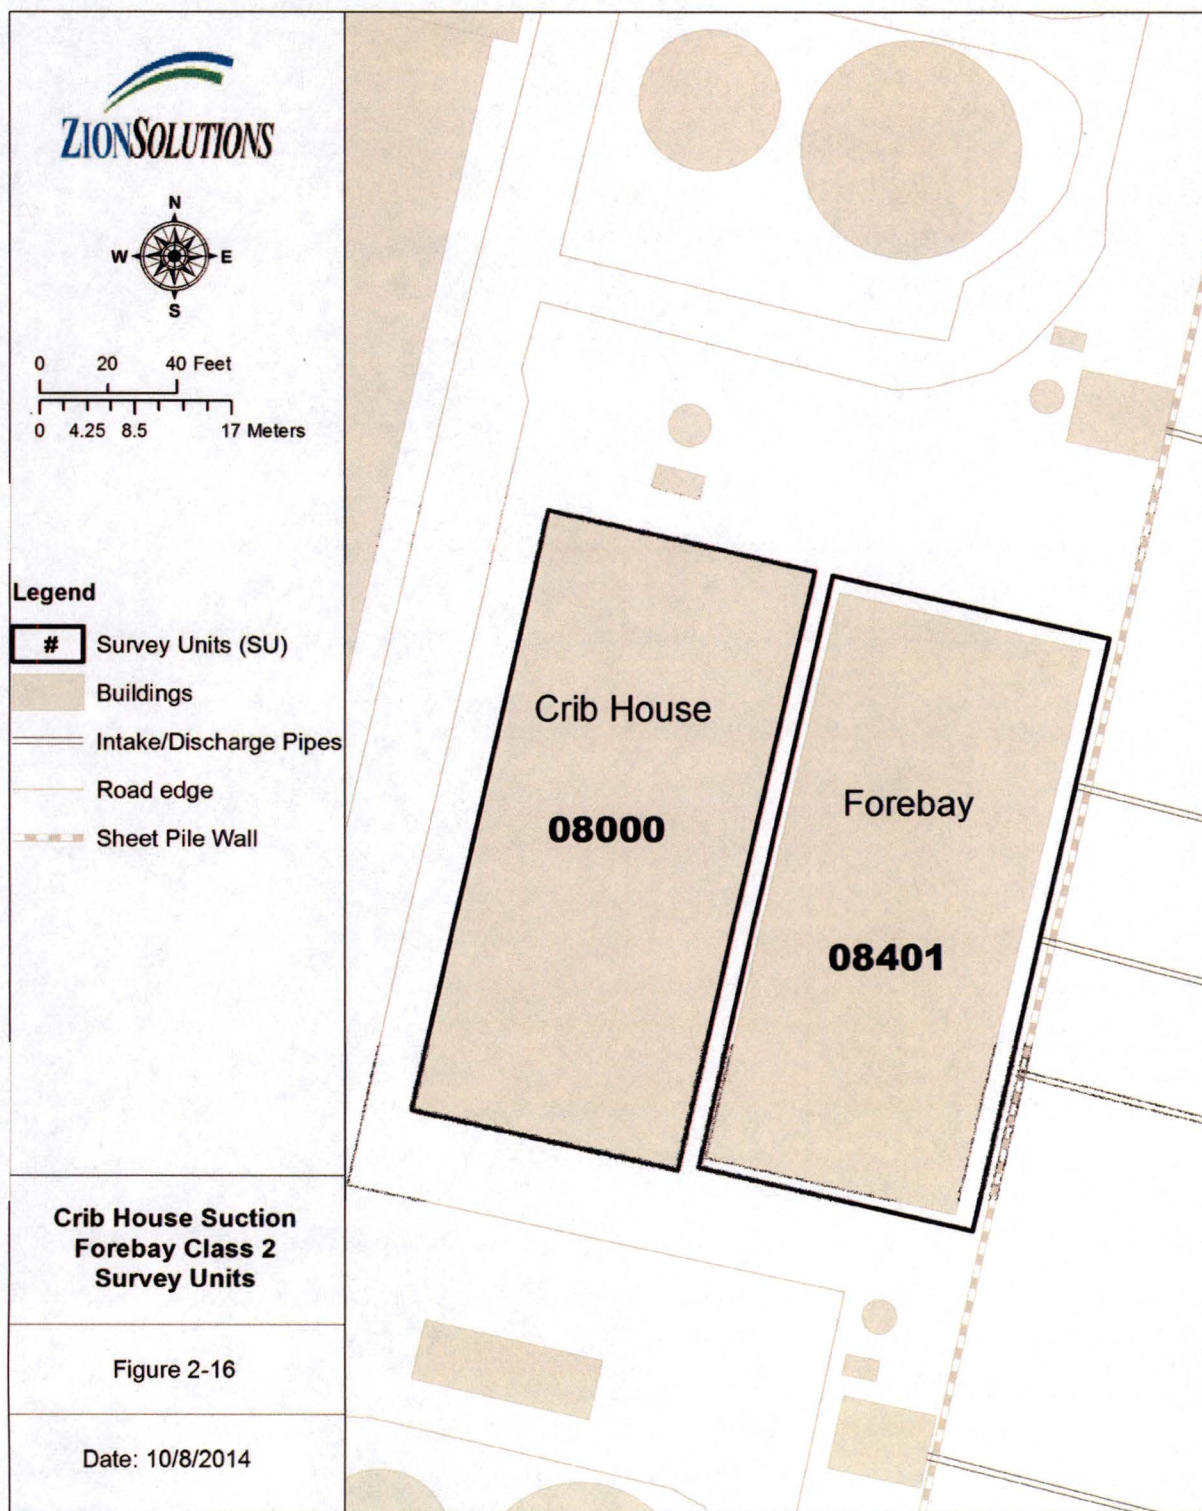 ZIONSOLUTIONS
N
W E
S
0 20 40 Feet
0 4.25 8.5 17 Meters
Legend
# Survey Units (SU)
Buildings
Intake/Discharge Pipes
Road edge
Sheet Pile Wall
Crib House
08000
Forebay
08401
Crib House Suction
Forebay Class 2
Survey Units
Figure 2-16
Date: 10/8/2014